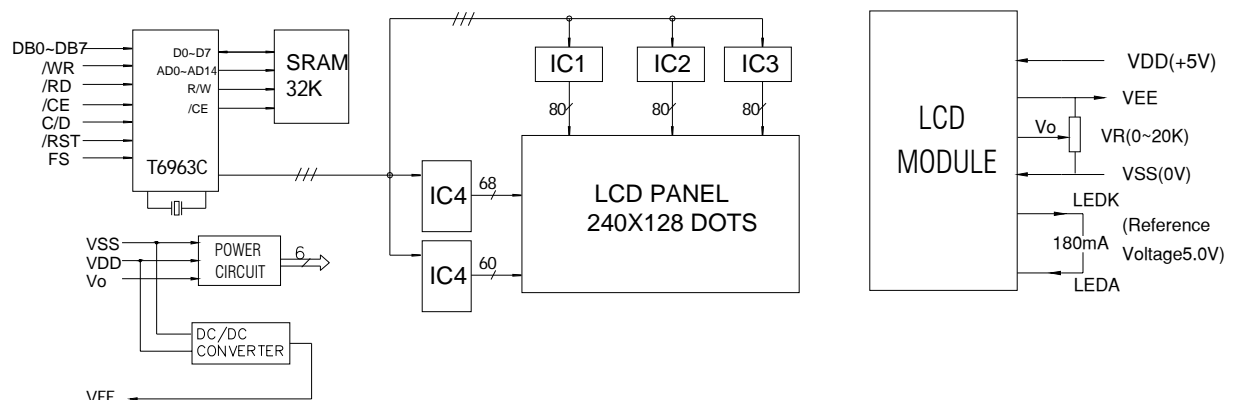 DB0~DB7
/WR
/RD
/CE
C/D
/RST
FS
D0~D7
AD0~AD14
R/W
/CE
T6963C
SRAM
32K
IC1
IC2
IC3
80
80
80
IC4
68
IC4
60
LCD PANEL
240X128 DOTS
VSS
VDD
Vo
POWER
CIRCUIT
6
DC/DC
CONVERTER
VEE
LCD
MODULE
VDD(+5V)
VEE
Vo
VR(0~20K)
VSS(0V)
LEDK
180mA
(Reference
Voltage5.0V)
LEDA